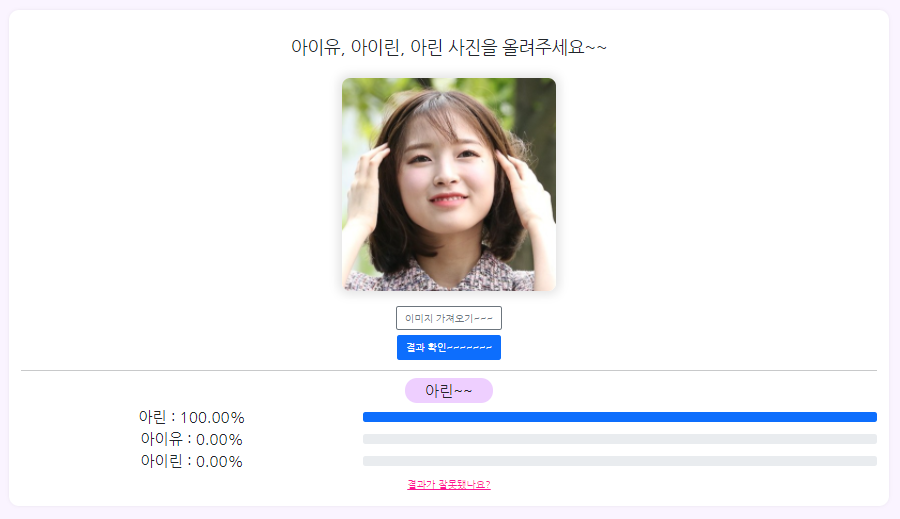 아이유, 아이린, 아린 사진을 올려주세요~~
이미지 가져오기~~~
결과 확인~~~~~~~
아린~~
아린 : 100.00%
아이유 : 0.00%
아이린 : 0.00%
결과가 잘못됐나요?